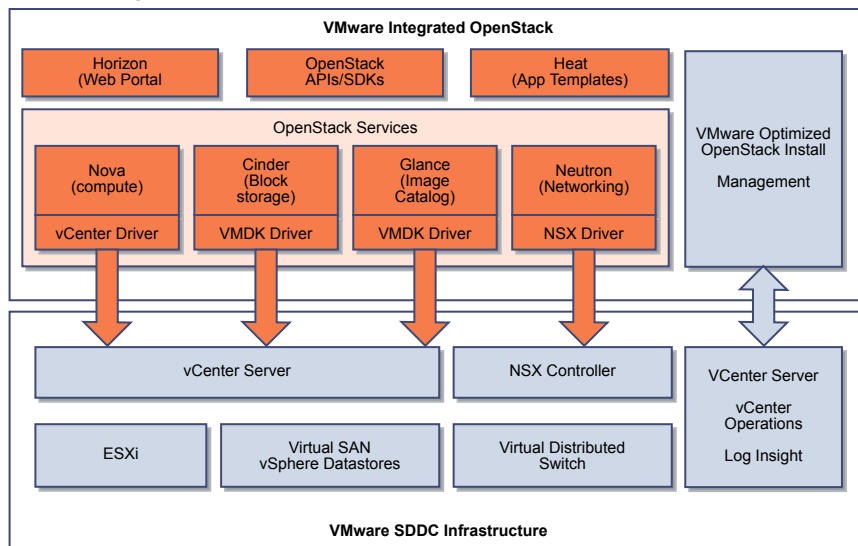 VMware Integrated OpenStack
Horizon
(Web Portal
OpenStack
APIs/SDKs
Heat
(App Templates)
OpenStack Services
Nova
(compute)
vCenter Driver
Cinder
(Block
storage)
VMDK Driver
Glance
(Image
Catalog)
VMDK Driver
Neutron
(Networking)
NSX Driver
VMware Optimized
OpenStack Install
Management
vCenter Server
NSX Controller
VCenter Server
vCenter
Operations
Log Insight
ESXi
Virtual SAN
vSphere Datastores
Virtual Distributed
Switch
VMware SDDC Infrastructure